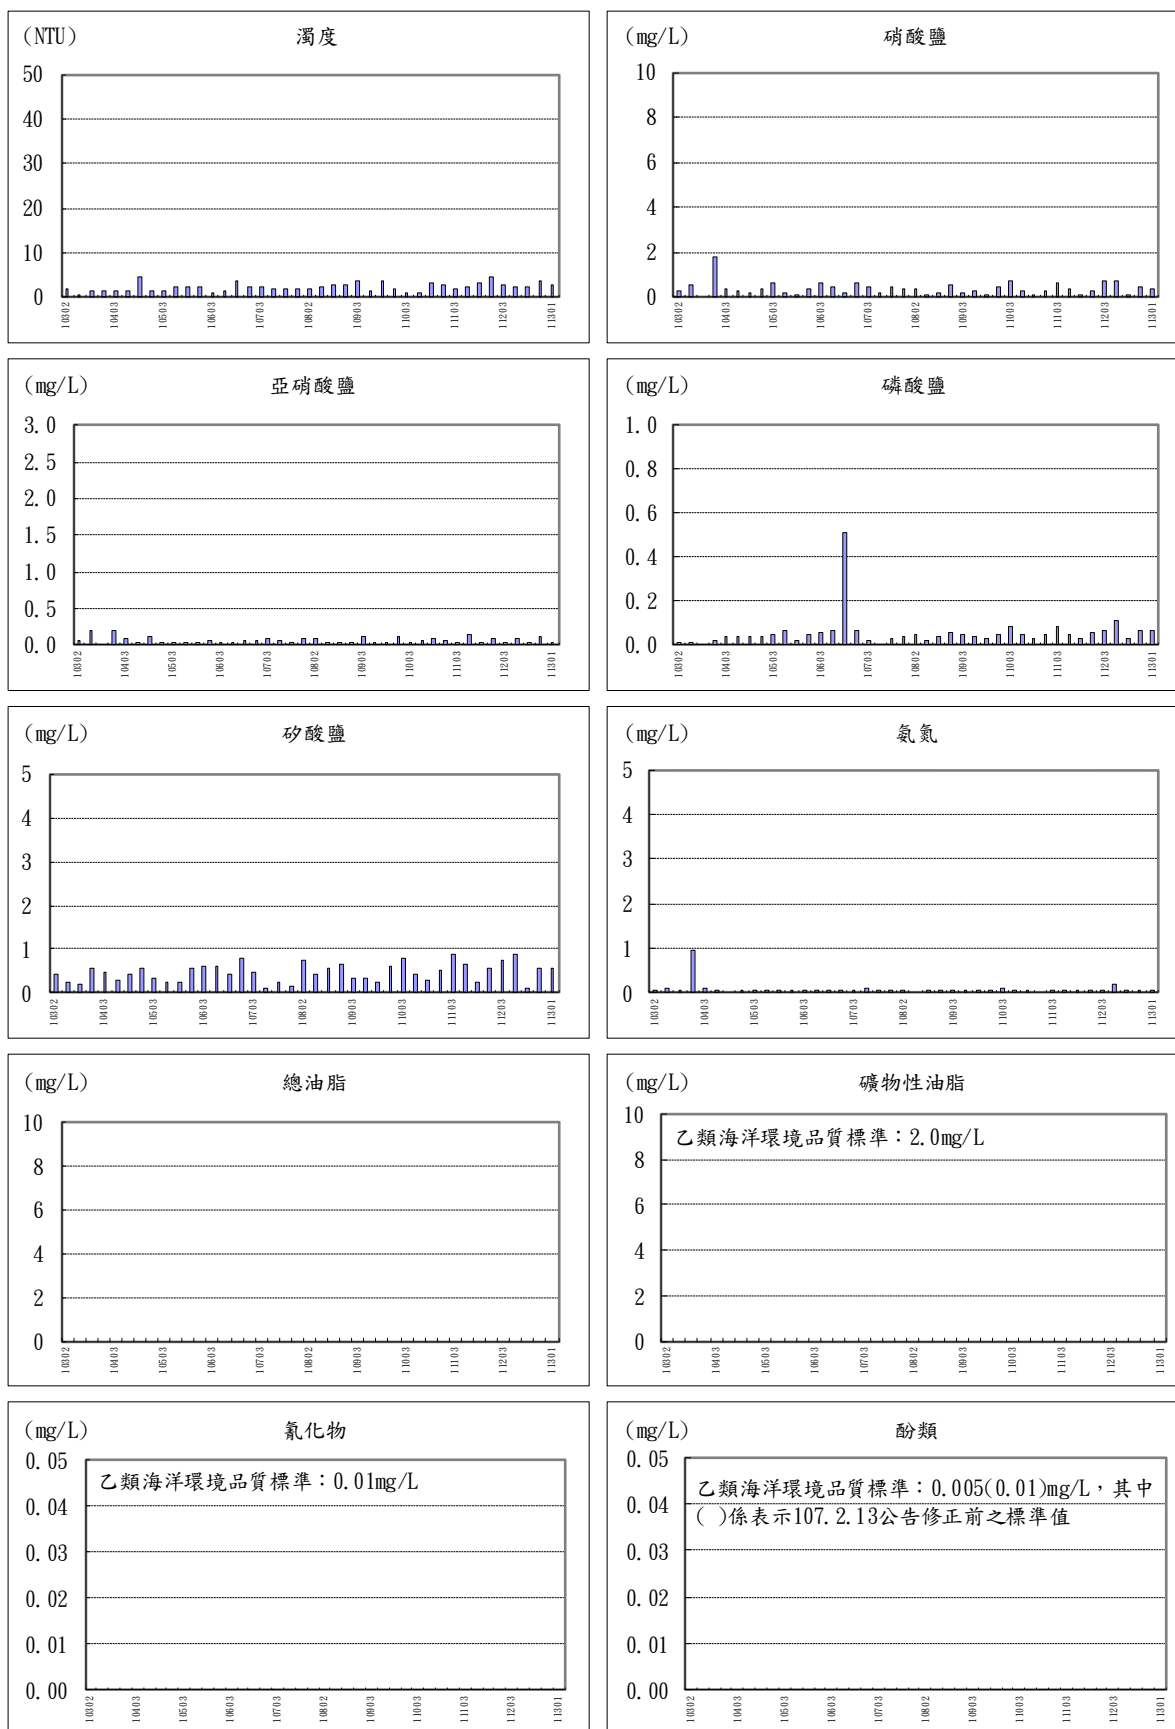 (NTU) 濁度
50
40
30
20
10
0
10302 10403 10503 10603 10703 10802 10903 11003 11103 11203 11301
(mg/L) 硝酸鹽
10
8
6
4
2
0
10302 10403 10503 10603 10703 10802 10903 11003 11103 11203 11301
(mg/L) 亞硝酸鹽
3.0
2.5
2.0
1.5
1.0
0.5
0.0
10302 10403 10503 10603 10703 10802 10903 11003 11103 11203 11301
(mg/L) 磷酸鹽
1.0
0.8
0.6
0.4
0.2
0.0
10302 10403 10503 10603 10703 10802 10903 11003 11103 11203 11301
(mg/L) 矽酸鹽
5
4
3
2
1
0
10302 10403 10503 10603 10703 10802 10903 11003 11103 11203 11301
(mg/L) 氨氮
5
4
3
2
1
0
10302 10403 10503 10603 10703 10802 10903 11003 11103 11203 11301
(mg/L) 總油脂
10
8
6
4
2
0
10302 10403 10503 10603 10703 10802 10903 11003 11103 11203 11301
(mg/L) 礦物性油脂
乙類海洋環境品質標準：2.0mg/L
10
8
6
4
2
0
10302 10403 10503 10603 10703 10802 10903 11003 11103 11203 11301
(mg/L) 氰化物
乙類海洋環境品質標準：0.01mg/L
0.05
0.04
0.03
0.02
0.01
0.00
10302 10403 10503 10603 10703 10802 10903 11003 11103 11203 11301
(mg/L) 酚類
乙類海洋環境品質標準：0.005(0.01)mg/L，其中
( )係表示107.2.13公告修正前之標準值
0.05
0.04
0.03
0.02
0.01
0.00
10302 10403 10503 10603 10703 10802 10903 11003 11103 11203 11301